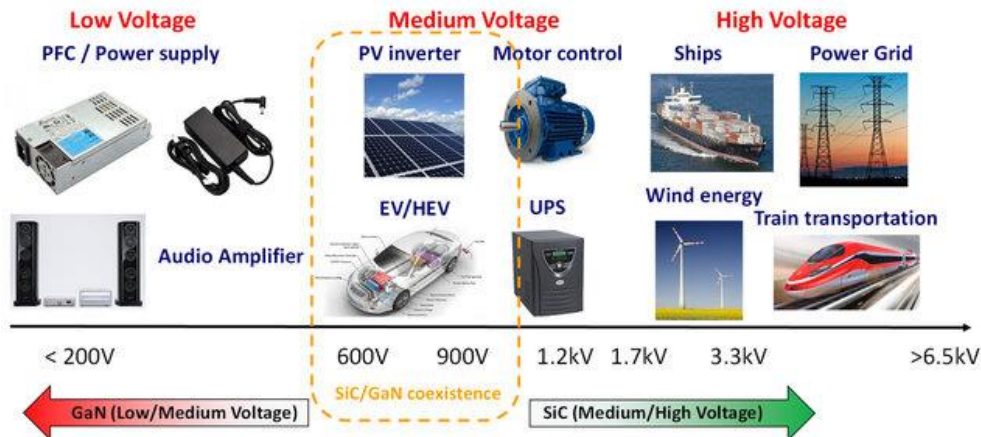 Low Voltage
Medium Voltage
High Voltage
PFC / Power supply
PV inverter
Motor control
Ships
Power Grid
EV/HEV
UPS
Wind energy
Train transportation
Audio Amplifier
< 200V
600V
900V
1.2kV
1.7kV
3.3kV
>6.5kV
SiC/GaN coexistence
GaN (Low/Medium Voltage)
SiC (Medium/High Voltage)